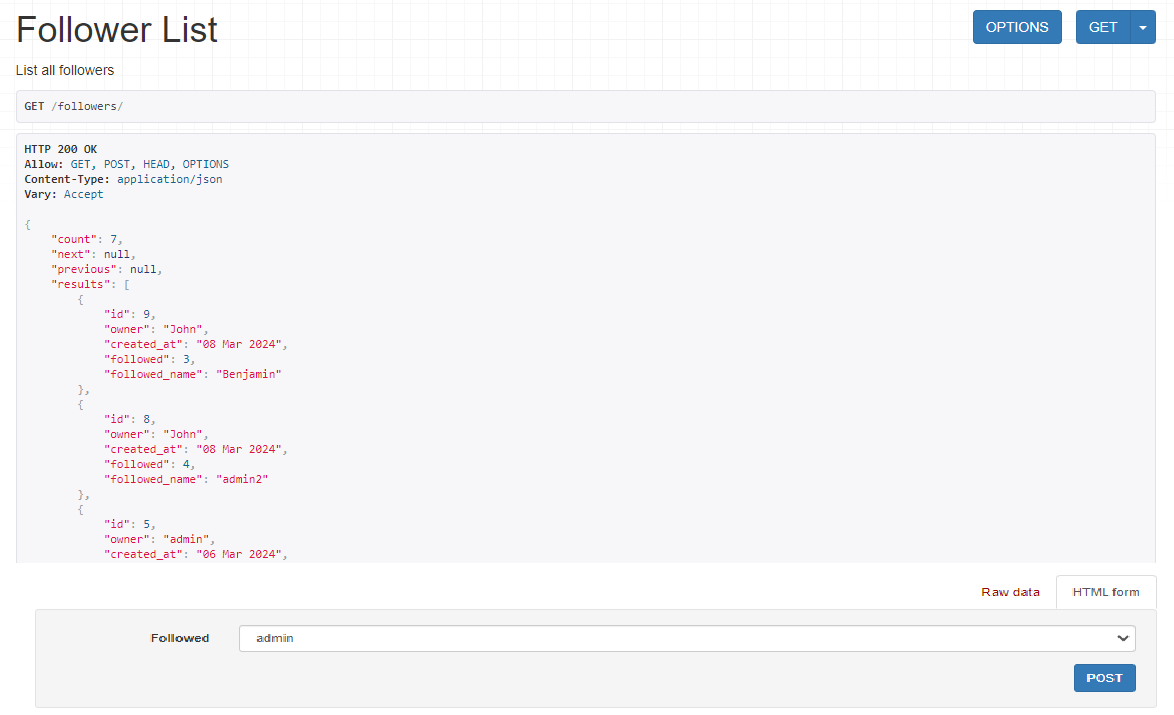 Follower List
OPTIONS
GET
List all followers
GET /followers/
HTTP 200 OK
Allow: GET, POST, HEAD, OPTIONS
Content-Type: application/json
Vary: Accept
{
    "count": 7,
    "next": null,
    "previous": null,
    "results": [
        {
            "id": 9,
            "owner": "John",
            "created_at": "08 Mar 2024",
            "followed": 3,
            "followed_name": "Benjamin"
        },
        {
            "id": 8,
            "owner": "John",
            "created_at": "08 Mar 2024",
            "followed": 4,
            "followed_name": "admin2"
        },
        {
            "id": 5,
            "owner": "admin",
            "created_at": "06 Mar 2024",
Raw data
HTML form
Followed
admin
POST